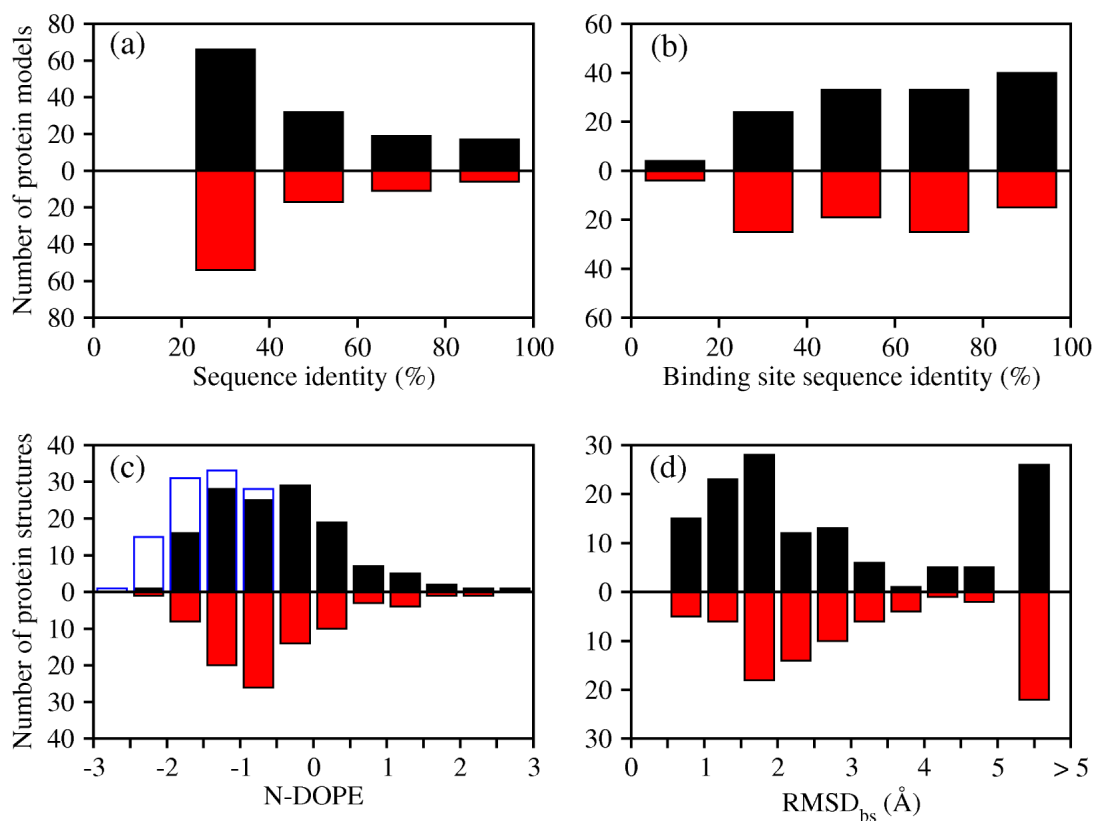 (a)
(b)
Number of protein models
80
60
40
20
0
20
40
60
80
0 20 40 60 80 100
Sequence identity (%)
60
40
20
0
20
40
60
0 20 40 60 80 100
Binding site sequence identity (%)
(c)
(d)
Number of protein structures
40
30
20
10
0
10
20
30
40
-3 -2 -1 0 1 2 3
N-DOPE
30
20
10
0
10
20
30
0 1 2 3 4 5 > 5
RMSDbs (Å)